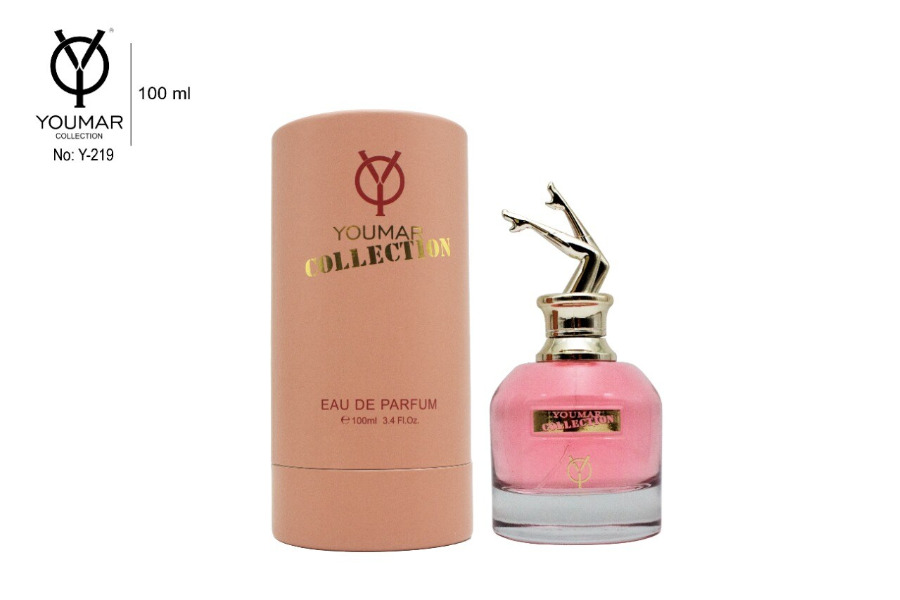 YOUMAR
COLLECTION
No: Y-219
100 ml
YOUMAR
COLLECTION
EAU DE PARFUM
℮100ml 3.4 Fl.Oz.
YOUMAR
COLLECTION